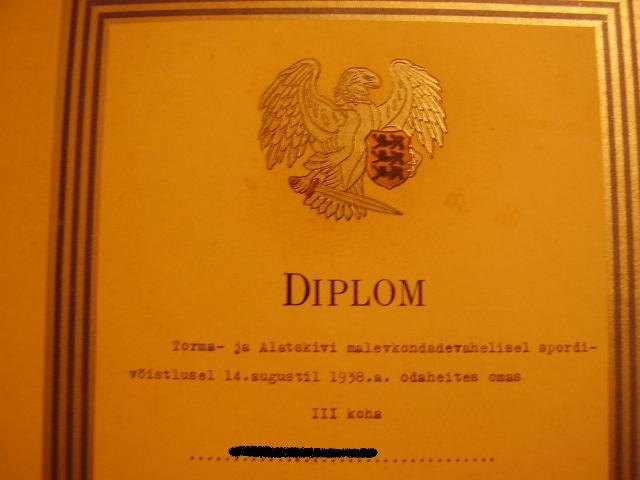 DIPLOM
Torma- ja Alatskivi malevkondadevahelisel spordi-
võistlusel 14.augustil 1938.a. odaheites omas
III koha